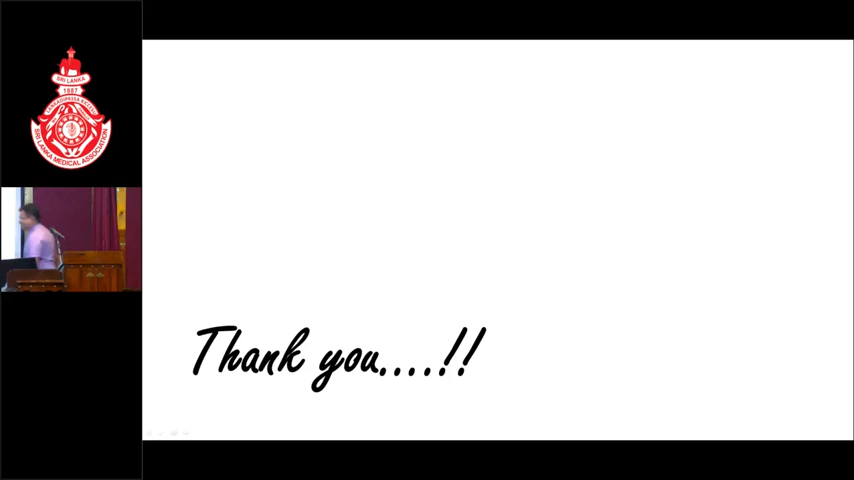 SRI LANKA
1887
SRI LANKA MEDICAL ASSOCIATION
Thank you....!!